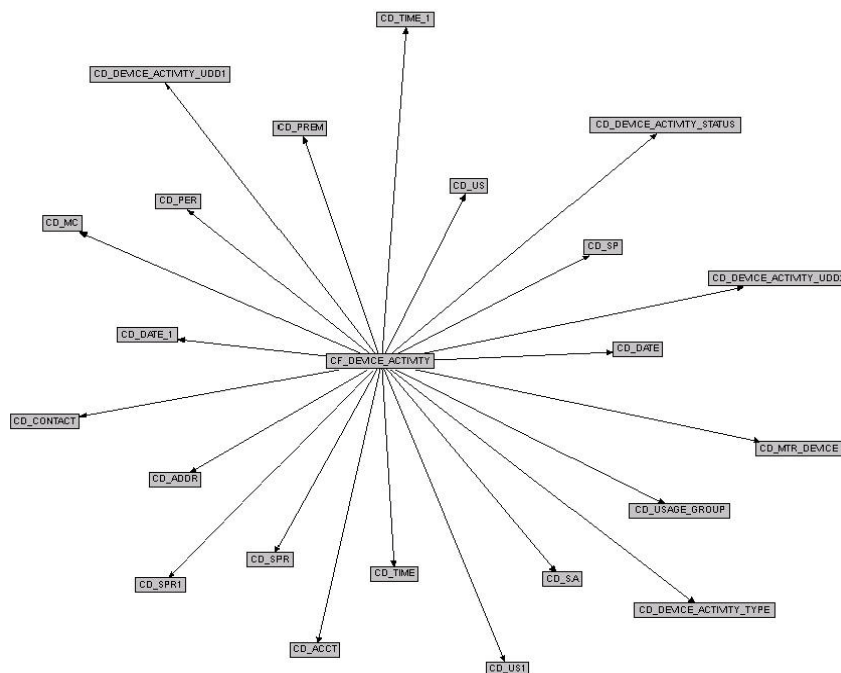 CD_TIME_1
CD_DEVICE_ACTIVITY_UDD1
CD_PREM
CD_DEVICE_ACTIVITY_STATUS
CD_US
CD_PER
CD_MC
CD_SP
CD_DEVICE_ACTIVITY_UDD2
CD_DATE_1
CD_DATE
CF_DEVICE_ACTIVITY
CD_CONTACT
CD_MTR_DEVICE
CD_ADDR
CD_USAGE_GROUP
CD_SPR
CD_TIME
CD_SA
CD_SPR1
CD_DEVICE_ACTIVITY_TYPE
CD_ACCT
CD_US1